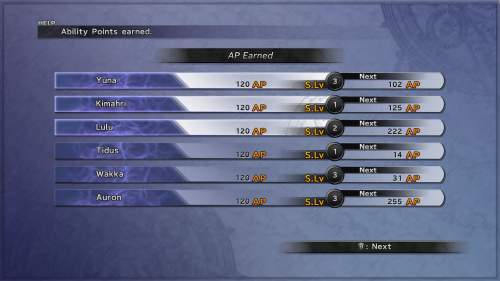 HELP
Ability Points earned.
AP Earned
Yuna 120 AP S.Lv 3 Next 102 AP
Kimahri 120 AP S.Lv 1 Next 125 AP
Lulu 120 AP S.Lv 2 Next 222 AP
Tidus 120 AP S.Lv 1 Next 14 AP
Wakka 120 AP S.Lv 3 Next 31 AP
Auron 120 AP S.Lv 3 Next 255 AP
: Next